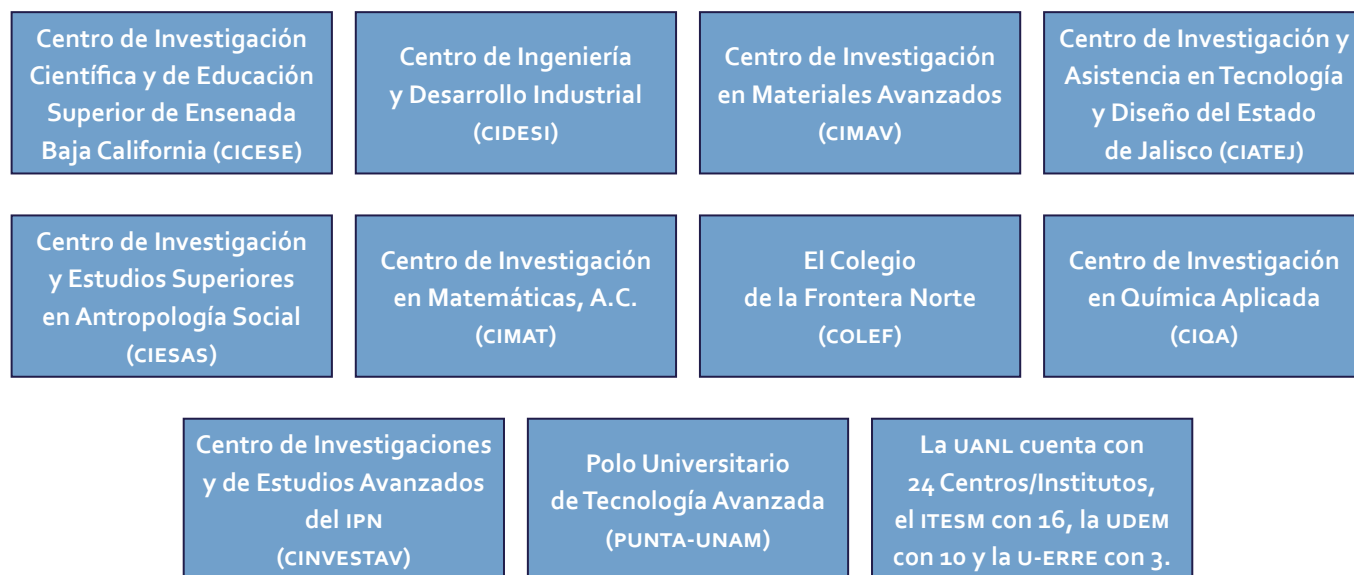 Centro de Investigación
Científica y de Educación
Superior de Ensenada
Baja California (CICESE)
Centro de Ingeniería
y Desarrollo Industrial
(CIDESI)
Centro de Investigación
en Materiales Avanzados
(CIMAV)
Centro de Investigación y
Asistencia en Tecnología
y Diseño del Estado
de Jalisco (CIATEJ)
Centro de Investigación
y Estudios Superiores
en Antropología Social
(CIESAS)
Centro de Investigación
en Matemáticas, A.C.
(CIMAT)
El Colegio
de la Frontera Norte
(COLEF)
Centro de Investigación
en Química Aplicada
(CIQA)
Centro de Investigaciones
y de Estudios Avanzados
del IPN
(CINVESTAV)
Polo Universitario
de Tecnología Avanzada
(PUNTA-UNAM)
La UANL cuenta con
24 Centros/Institutos,
el ITESM con 16, la UDEM
con 10 y la U-ERRE con 3.